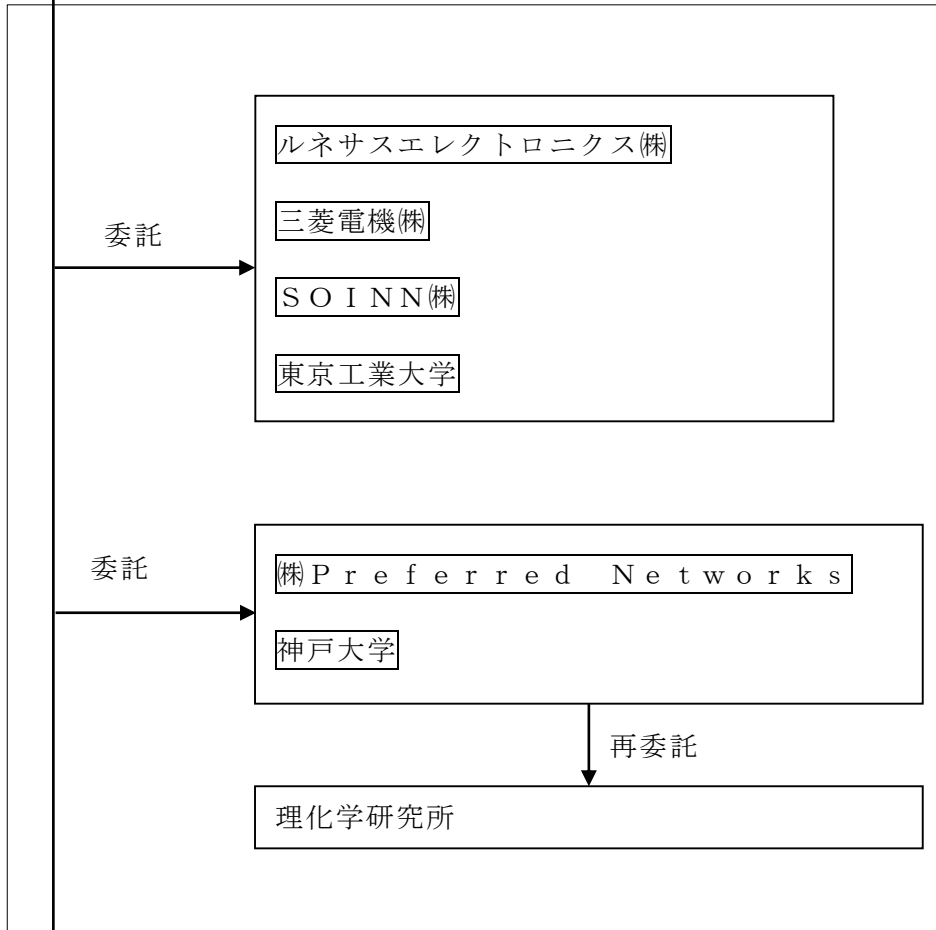 委託
ルネサスエレクトロニクス㈱
三菱電機㈱
ＳＯＩＮＮ㈱
東京工業大学
委託
㈱Ｐｒｅｆｅｒｒｅｄ　Ｎｅｔｗｏｒｋｓ
神戸大学
再委託
理化学研究所